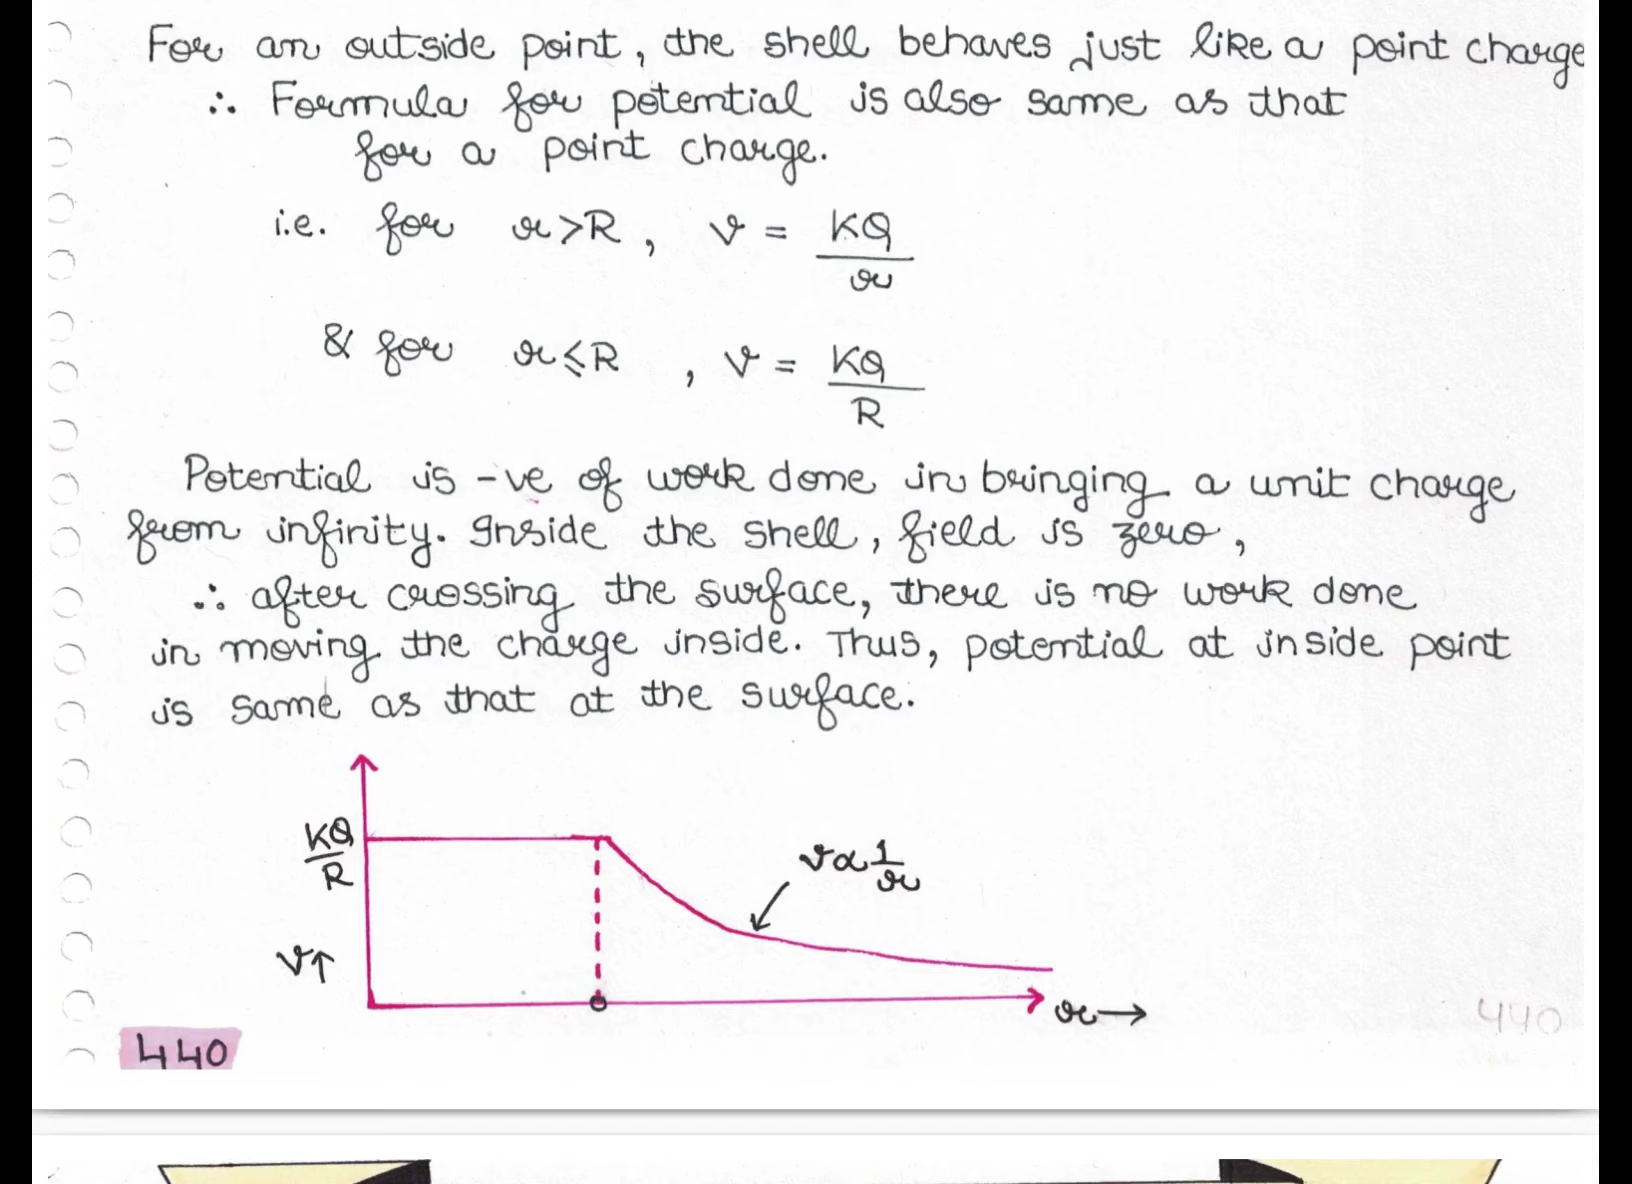 For an outside point, the shell behaves just like a point charge
∴ Formula for potential is also same as that
for a point charge.
i.e. for r>R, V = KQ/r
& for r≤R, V = KQ/R
Potential is -ve of work done in bringing a unit charge
from infinity. Inside the shell, field is zero,
∴ after crossing the surface, there is no work done
in moving the charge inside. Thus, potential at inside point
is same as that at the surface.
KQ/R
V∝1/r
V↑
r→
440
440